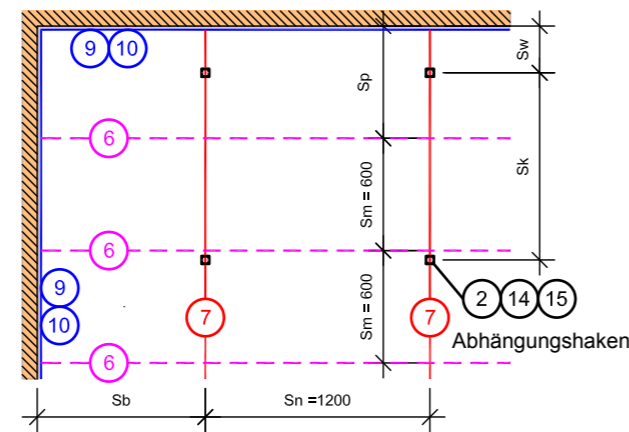 9 10
Sp
Sw
6
Sk
Sm = 600
6
9
10
7
7
2 14 15
Abhängungshaken
Sm = 600
6
Sb
Sn =1200